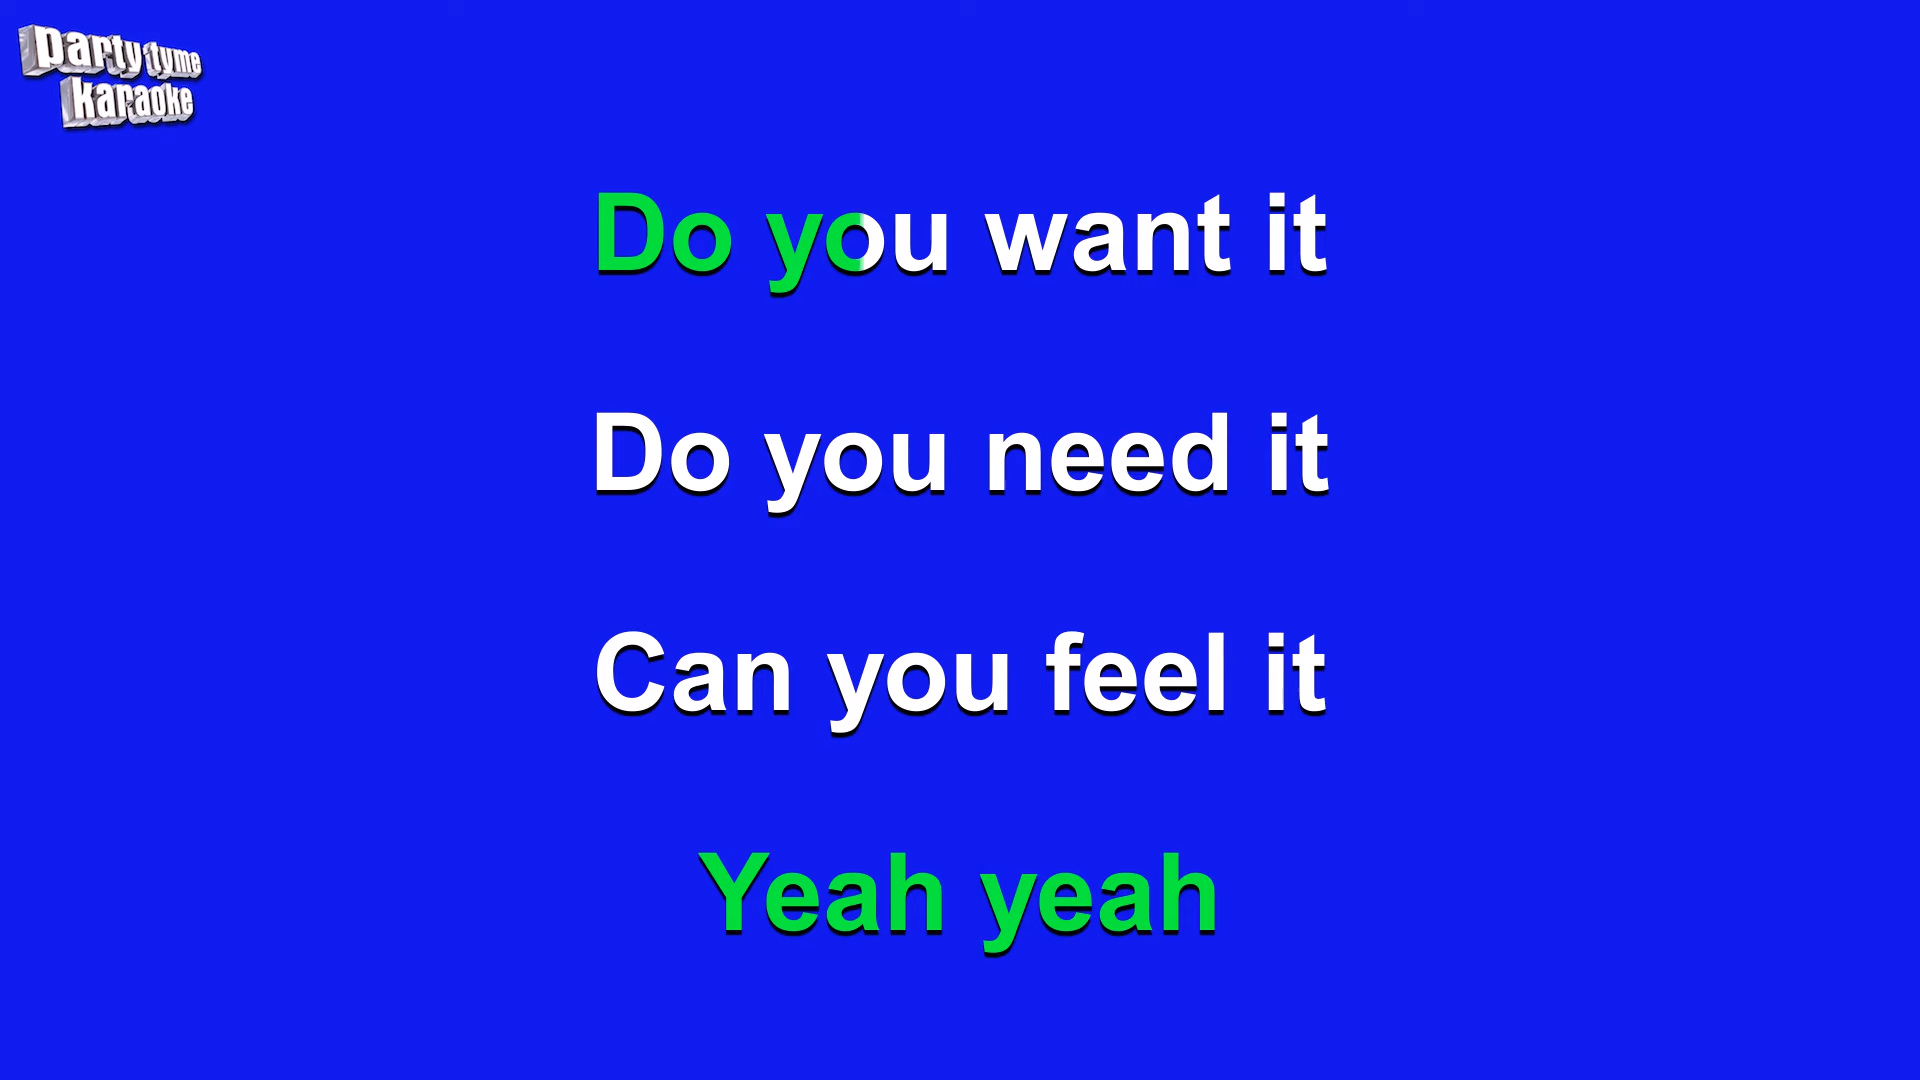 party tyme
karaoke
Do you want it
Do you need it
Can you feel it
Yeah yeah